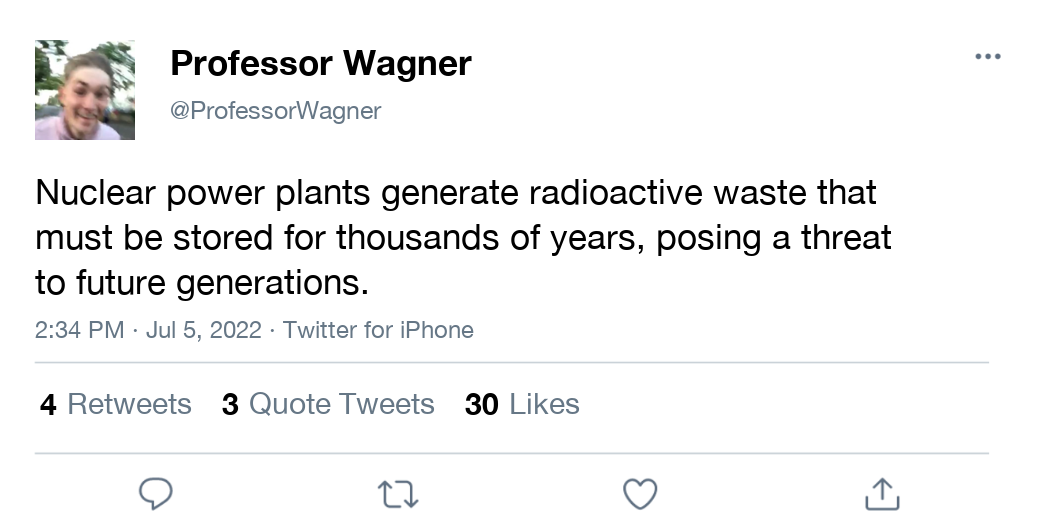 Professor Wagner
@ProfessorWagner
Nuclear power plants generate radioactive waste that
must be stored for thousands of years, posing a threat
to future generations.
2:34 PM · Jul 5, 2022 · Twitter for iPhone
4 Retweets 3 Quote Tweets 30 Likes